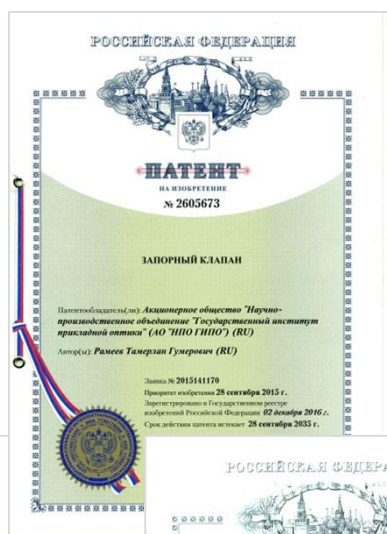 РОССИЙСКАЯ ФЕДЕРАЦИЯ
ПАТЕНТ
НА ИЗОБРЕТЕНИЕ
№ 2605673
ЗАПОРНЫЙ КЛАПАН
Патентообладатель(ли): Акционерное общество "Научно-
производственное объединение "Государственный институт
прикладной оптики" (АО "НПО ГИПО") (RU)
Автор(ы): Рамеев Тамерлан Гумерович (RU)
Заявка № 2015141170
Приоритет изобретения 28 сентября 2015 г.
Зарегистрировано в Государственном реестре
изобретений Российской Федерации 02 декабря 2016 г.
Срок действия патента истекает 28 сентября 2035 г.
РОССИЙСКАЯ ФЕДЕРА